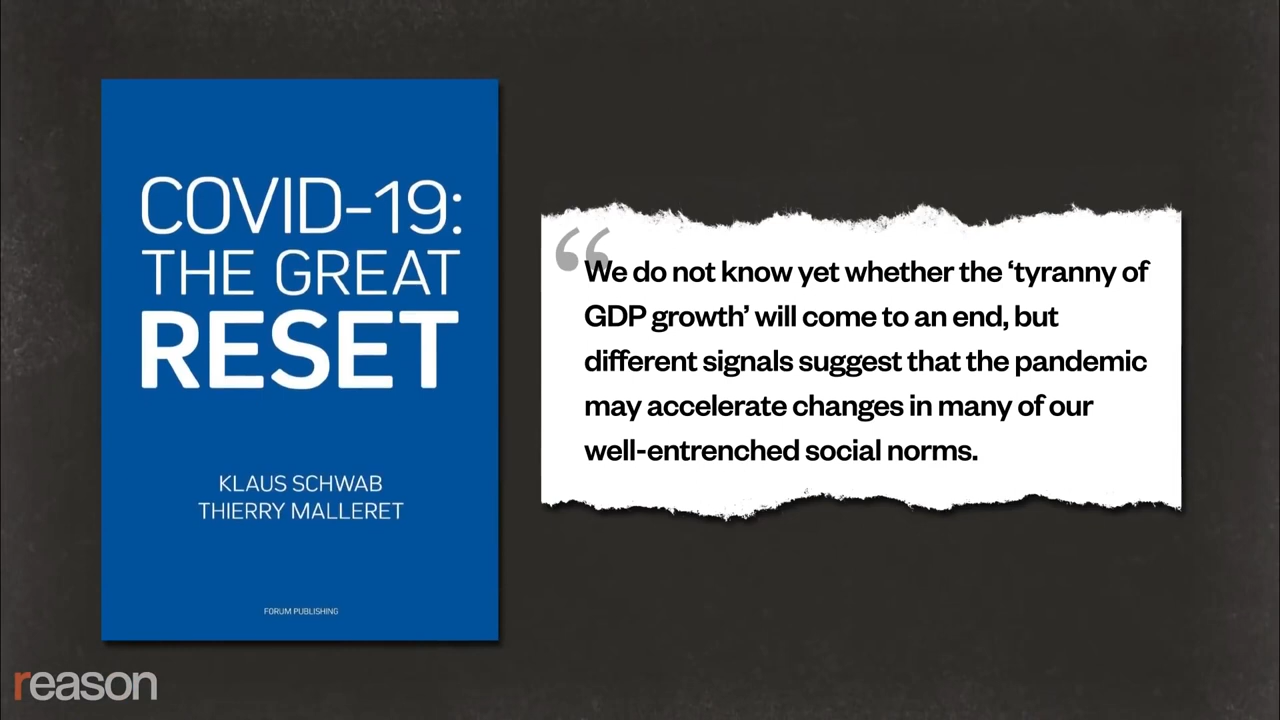 COVID-19:
THE GREAT
RESET
KLAUS SCHWAB
THIERRY MALLERET
FORUM PUBLISHING
“We do not know yet whether the ‘tyranny of
GDP growth’ will come to an end, but
different signals suggest that the pandemic
may accelerate changes in many of our
well-entrenched social norms.
reason